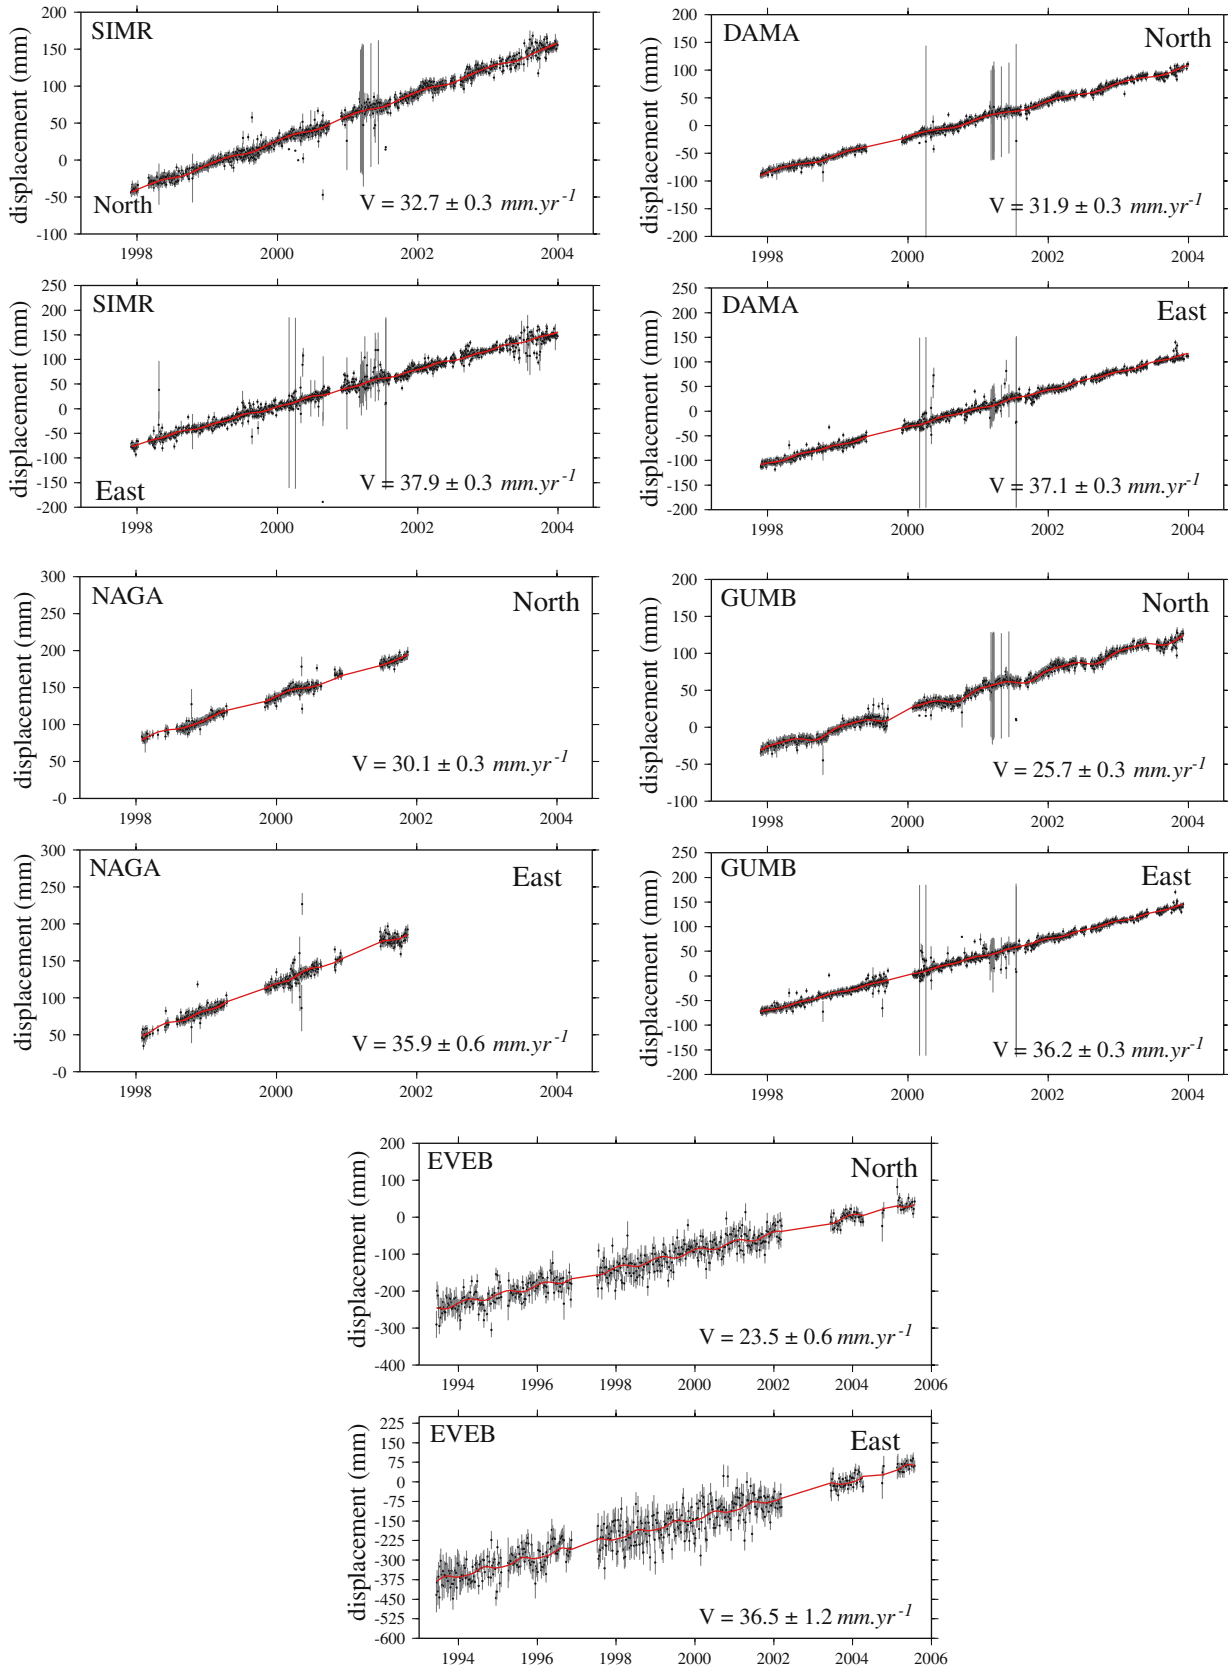 SIMR
displacement (mm)
200
150
100
50
0
-50
-100
North
V = 32.7 ± 0.3 mm.yr-1
1998 2000 2002 2004
DAMA
North
displacement (mm)
200
150
100
50
0
-50
-100
-150
-200
V = 31.9 ± 0.3 mm.yr-1
1998 2000 2002 2004
SIMR
displacement (mm)
250
200
150
100
50
0
-50
-100
-150
-200
East
V = 37.9 ± 0.3 mm.yr-1
1998 2000 2002 2004
DAMA
East
displacement (mm)
250
200
150
100
50
0
-50
-100
-150
-200
V = 37.1 ± 0.3 mm.yr-1
1998 2000 2002 2004
NAGA
North
displacement (mm)
300
250
200
150
100
50
-0
V = 30.1 ± 0.3 mm.yr-1
1998 2000 2002 2004
GUMB
North
displacement (mm)
200
150
100
50
0
-50
-100
V = 25.7 ± 0.3 mm.yr-1
1998 2000 2002 2004
NAGA
East
displacement (mm)
300
250
200
150
100
50
-0
V = 35.9 ± 0.6 mm.yr-1
1998 2000 2002 2004
GUMB
East
displacement (mm)
250
200
150
100
50
0
-50
-100
-150
-200
V = 36.2 ± 0.3 mm.yr-1
1998 2000 2002 2004
EVEB
North
displacement (mm)
200
100
0
-100
-200
-300
-400
V = 23.5 ± 0.6 mm.yr-1
1994 1996 1998 2000 2002 2004 2006
EVEB
East
displacement (mm)
225
150
75
0
-75
-150
-225
-300
-375
-450
-525
-600
V = 36.5 ± 1.2 mm.yr-1
1994 1996 1998 2000 2002 2004 2006